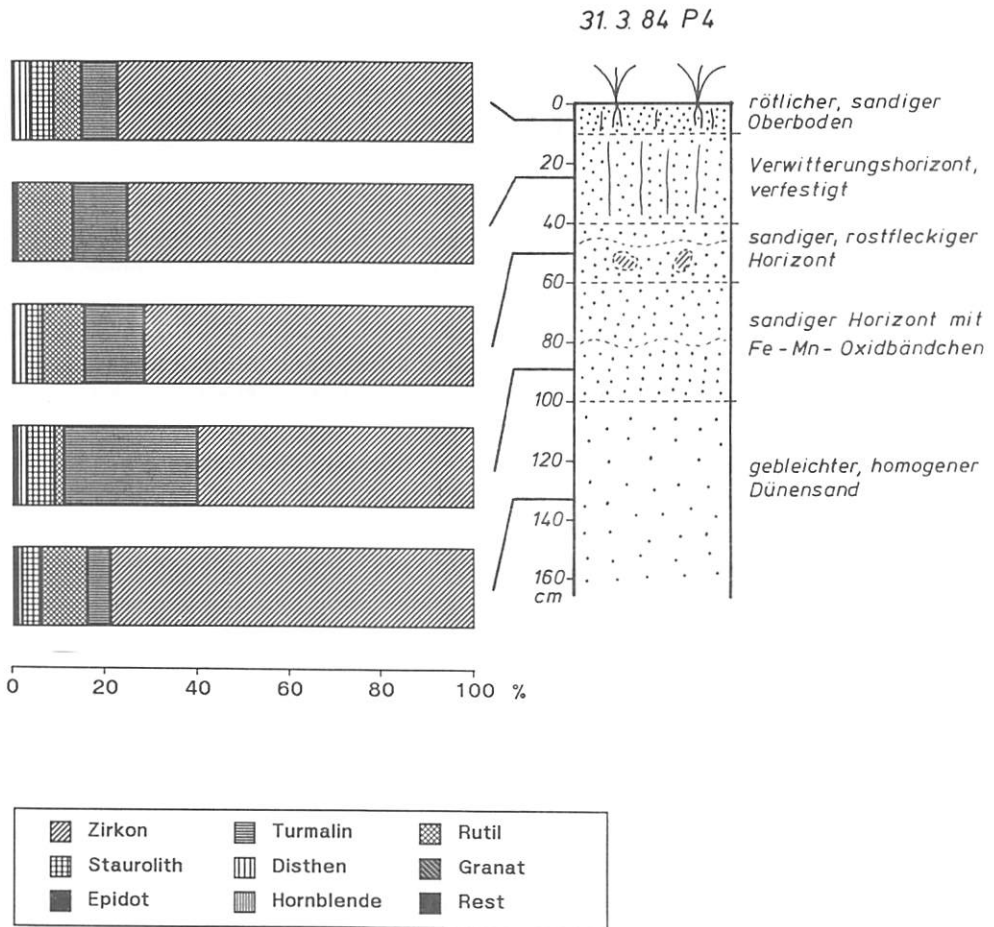 31. 3. 84 P4
0
rötlicher, sandiger
Oberboden
20
Verwitterungshorizont,
verfestigt
40
sandiger, rostfleckiger
Horizont
60
sandiger Horizont mit
80
Fe-Mn-Oxidbändchen
100
120
gebleichter, homogener
Dünensand
140
160
cm
0 20 40 60 80 100 %
Zirkon Turmalin Rutil
Staurolith Disthen Granat
Epidot Hornblende Rest